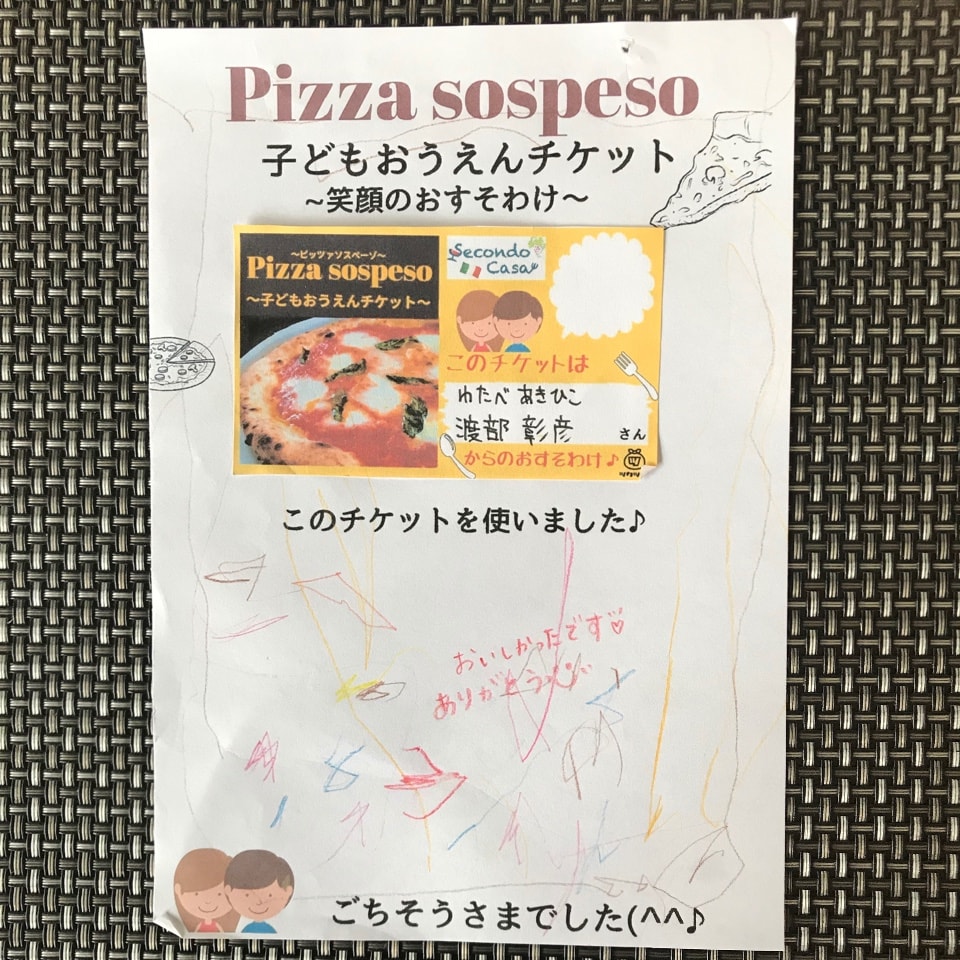 Pizza sospeso
子どもおうえんチケット
~笑顔のおすそわけ~
～ピッツァソスペーゾ～
Pizza sospeso
～子どもおうえんチケット～
Secondo
Casa
このチケットは
わたべ あきひこ
渡部 彰彦
さん
からのおすそわけ♪
このチケットを使いました♪
おいしかったです♡
ありがとう
ごちそうさまでした(^^♪